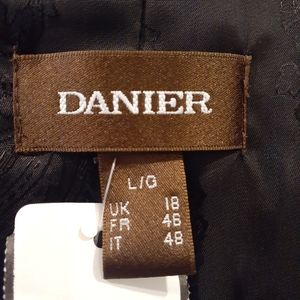 DANIER
L/G
UK 18
FR 46
IT 48